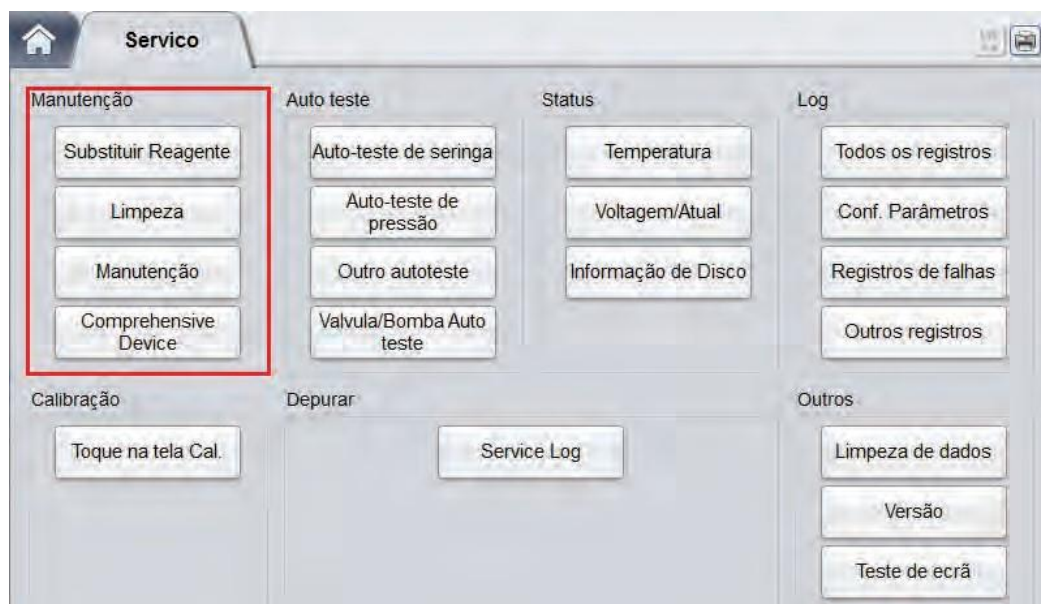 Servico
Manutenção
Substituir Reagente
Limpeza
Manutenção
Comprehensive
Device
Auto teste
Auto-teste de seringa
Auto-teste de
pressão
Outro autoteste
Valvula/Bomba Auto
teste
Status
Temperatura
Voltagem/Atual
Informação de Disco
Log
Todos os registros
Conf. Parâmetros
Registros de falhas
Outros registros
Calibração
Toque na tela Cal.
Depurar
Service Log
Outros
Limpeza de dados
Versão
Teste de ecrã